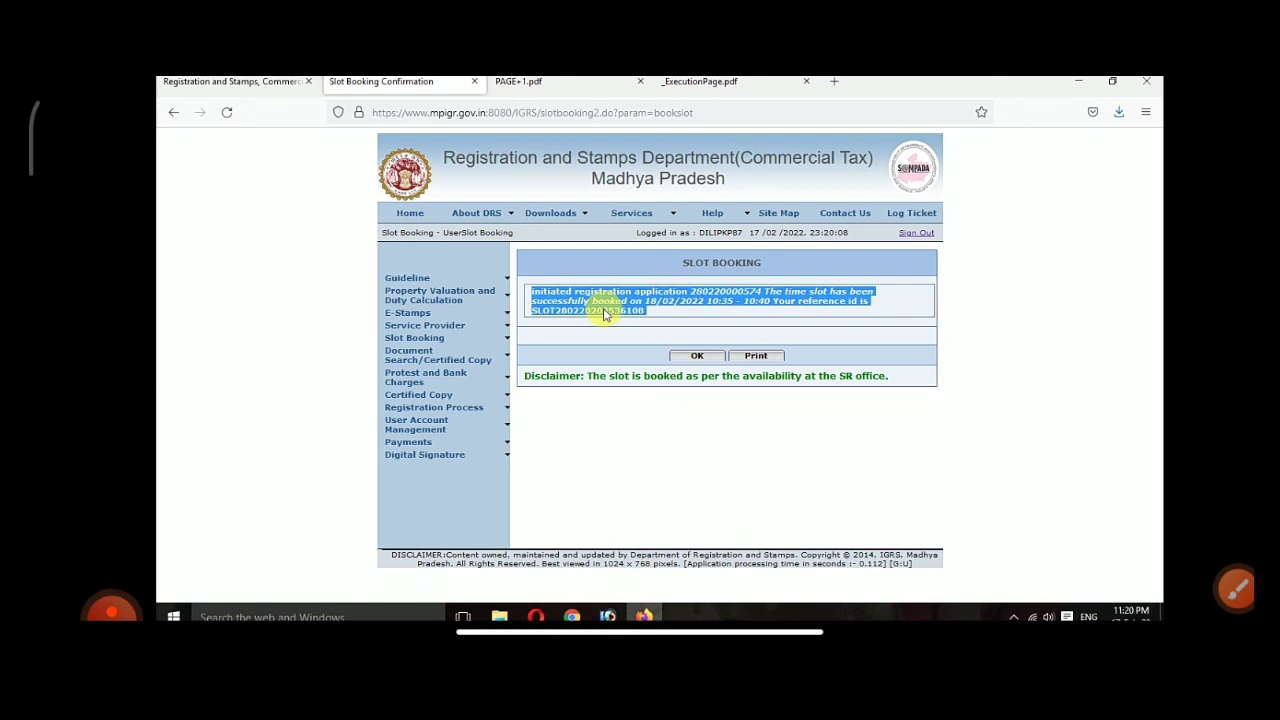 Registration and Stamps, Commerci
Slot Booking Confirmation
PAGE+1.pdf
_ExecutionPage.pdf
https://www.mpigr.gov.in:8080/IGRS/slotbooking2.do?param=bookslot
Registration and Stamps Department(Commercial Tax)
Madhya Pradesh
S@MPADA
Home About DRS Downloads Services Help Site Map Contact Us Log Ticket
Slot Booking - UserSlot Booking Logged in as : DILIPKP87 17 /02 /2022, 23:20:08 Sign Out
Guideline
Property Valuation and
Duty Calculation
E-Stamps
Service Provider
Slot Booking
Document
Search/Certified Copy
Protest and Bank
Charges
Certified Copy
Registration Process
User Account
Management
Payments
Digital Signature
SLOT BOOKING
initiated registration application 280220000574 The time slot has been
successfully booked on 18/02/2022 10:35 - 10:40 Your reference id is
OK Print
Disclaimer: The slot is booked as per the availability at the SR office.
DISCLAIMER:Content owned, maintained and updated by Department of Registration and Stamps. Copyright © 2014, IGRS, Madhya
Pradesh. All Rights Reserved. Best viewed in 1024 x 768 pixels. [Application processing time in seconds :- 0.112] [G:U]
Search the web and Windows
ENG
11:20 PM